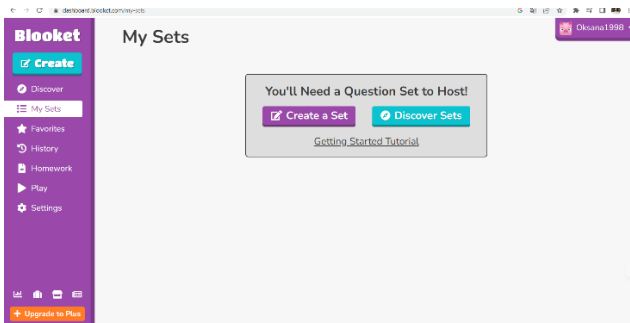 dashboard.blooket.com/my-sets
Blooket
My Sets
Oksana1998
Create
Discover
My Sets
Favorites
History
Homework
Play
Settings
You'll Need a Question Set to Host!
Create a Set
Discover Sets
Getting Started Tutorial
Upgrade to Plus